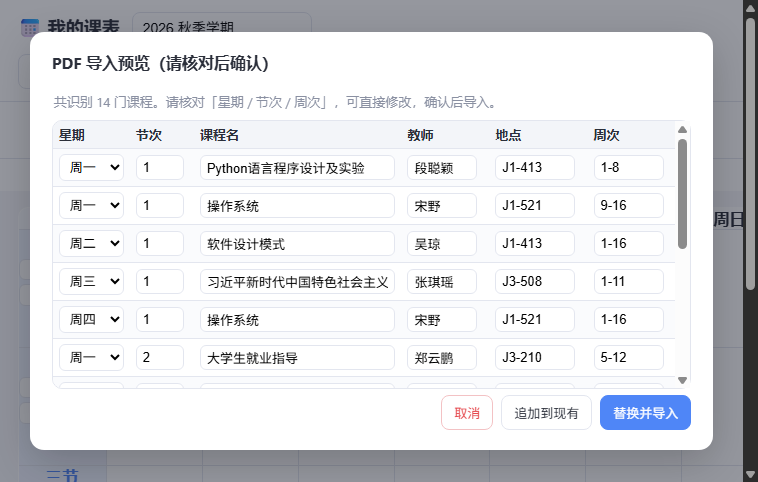 我的课表
2026 秋季学期
PDF 导入预览（请核对后确认）
共识别 14 门课程。请核对「星期 / 节次 / 周次」，可直接修改，确认后导入。
星期 节次 课程名 教师 地点 周次
周一 1 Python语言程序设计及实验 段聪颖 J1-413 1-8
周一 1 操作系统 宋野 J1-521 9-16
周二 1 软件设计模式 吴琼 J1-413 1-16
周三 1 习近平新时代中国特色社会主义 张琪瑶 J3-508 1-11
周四 1 操作系统 宋野 J1-521 1-16
周一 2 大学生就业指导 郑云鹏 J3-210 5-12
取消 追加到现有 替换并导入
周日
三节